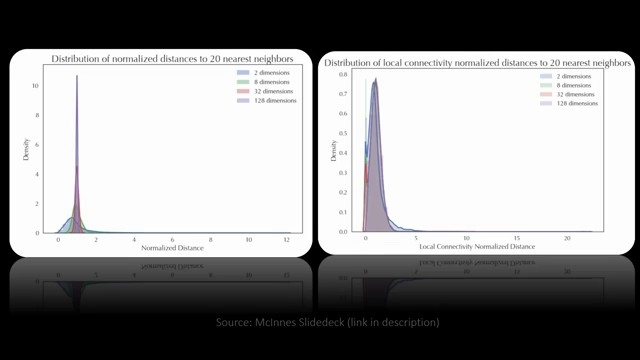 Distribution of normalized distances to 20 nearest neighbors
2 dimensions
8 dimensions
32 dimensions
128 dimensions
Density
10
8
6
4
2
0
0 2 4 6 8 10 12
Normalized Distance
Distribution of local connectivity normalized distances to 20 nearest neighbors
2 dimensions
8 dimensions
32 dimensions
128 dimensions
Density
0.8
0.7
0.6
0.5
0.4
0.3
0.2
0.1
0.0
0 5 10 15 20
Local Connectivity Normalized Distance
Source: McInnes Slidedeck (link in description)